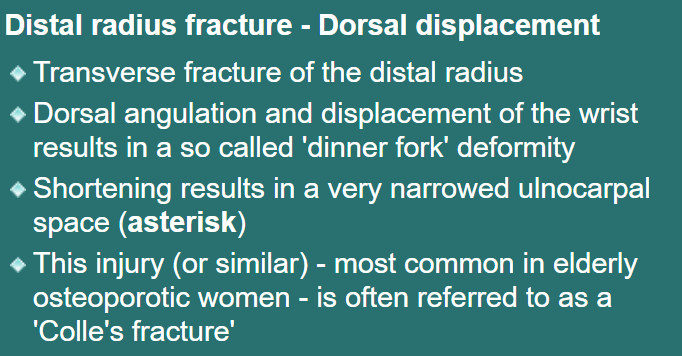 Distal radius fracture - Dorsal displacement
Transverse fracture of the distal radius
Dorsal angulation and displacement of the wrist
results in a so called 'dinner fork' deformity
Shortening results in a very narrowed ulnocarpal
space (asterisk)
This injury (or similar) - most common in elderly
osteoporotic women - is often referred to as a
'Colle's fracture'